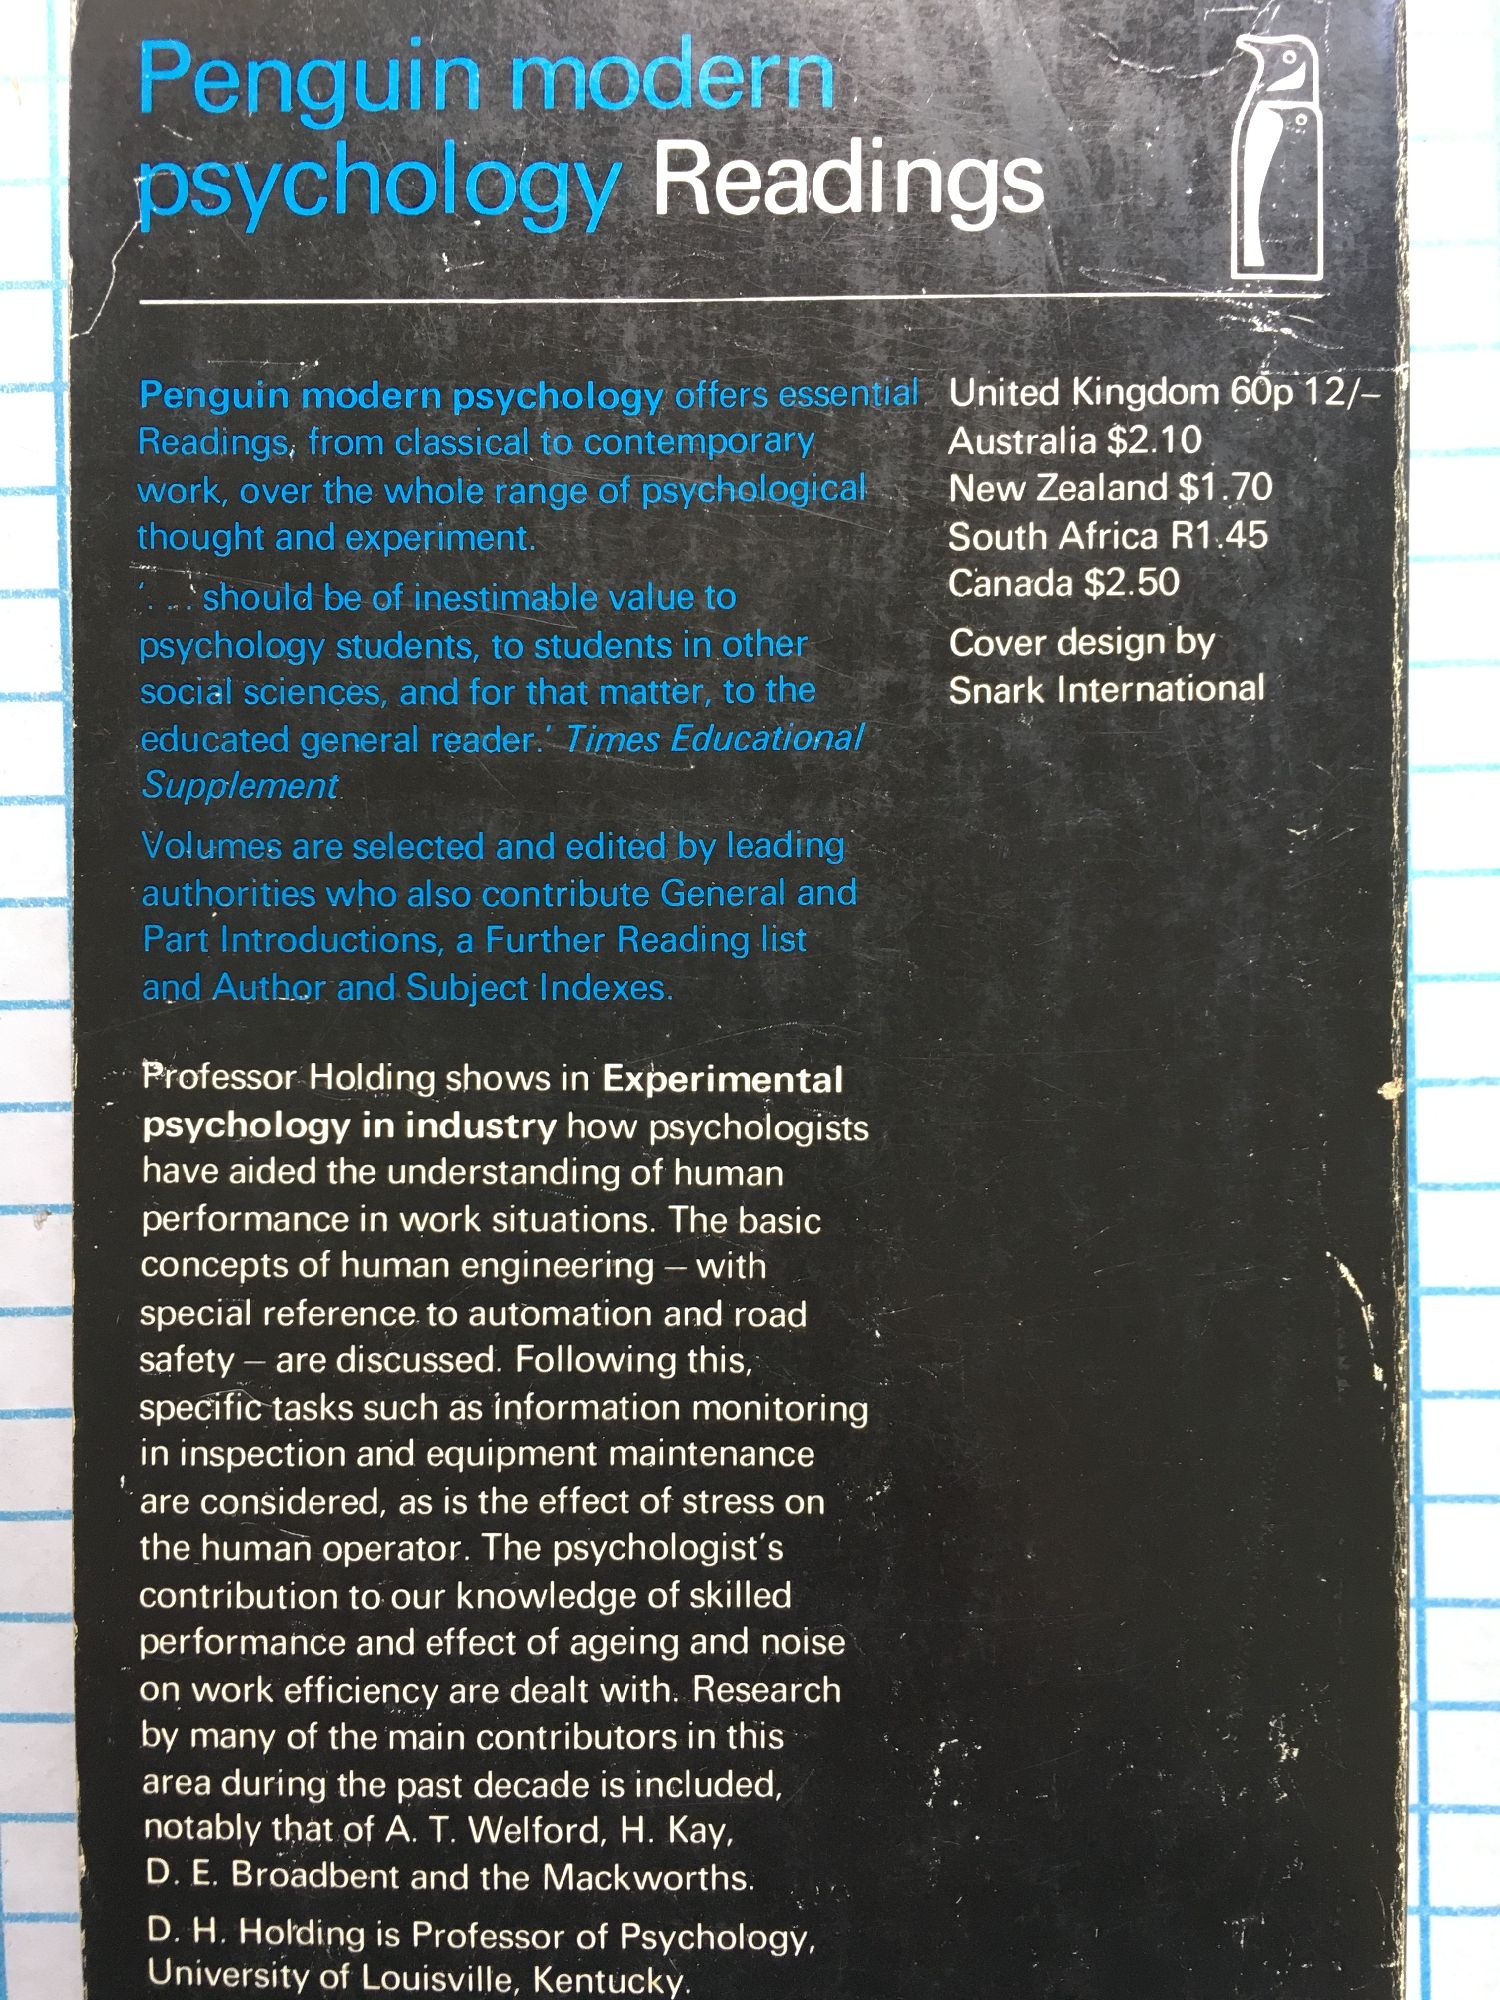 Penguin modern
psychology Readings
Penguin modern psychology offers essential
Readings, from classical to contemporary
work, over the whole range of psychological
thought and experiment.
‘. . . should be of inestimable value to
psychology students, to students in other
social sciences, and for that matter, to the
educated general reader.’ Times Educational
Supplement
Volumes are selected and edited by leading
authorities who also contribute General and
Part Introductions, a Further Reading list
and Author and Subject Indexes.
Professor Holding shows in Experimental
psychology in industry how psychologists
have aided the understanding of human
performance in work situations. The basic
concepts of human engineering – with
special reference to automation and road
safety – are discussed. Following this,
specific tasks such as information monitoring
in inspection and equipment maintenance
are considered, as is the effect of stress on
the human operator. The psychologist’s
contribution to our knowledge of skilled
performance and effect of ageing and noise
on work efficiency are dealt with. Research
by many of the main contributors in this
area during the past decade is included,
notably that of A. T. Welford, H. Kay,
D. E. Broadbent and the Mackworths.
D. H. Holding is Professor of Psychology,
University of Louisville, Kentucky.
United Kingdom 60p 12/–
Australia $2.10
New Zealand $1.70
South Africa R1.45
Canada $2.50
Cover design by
Snark International